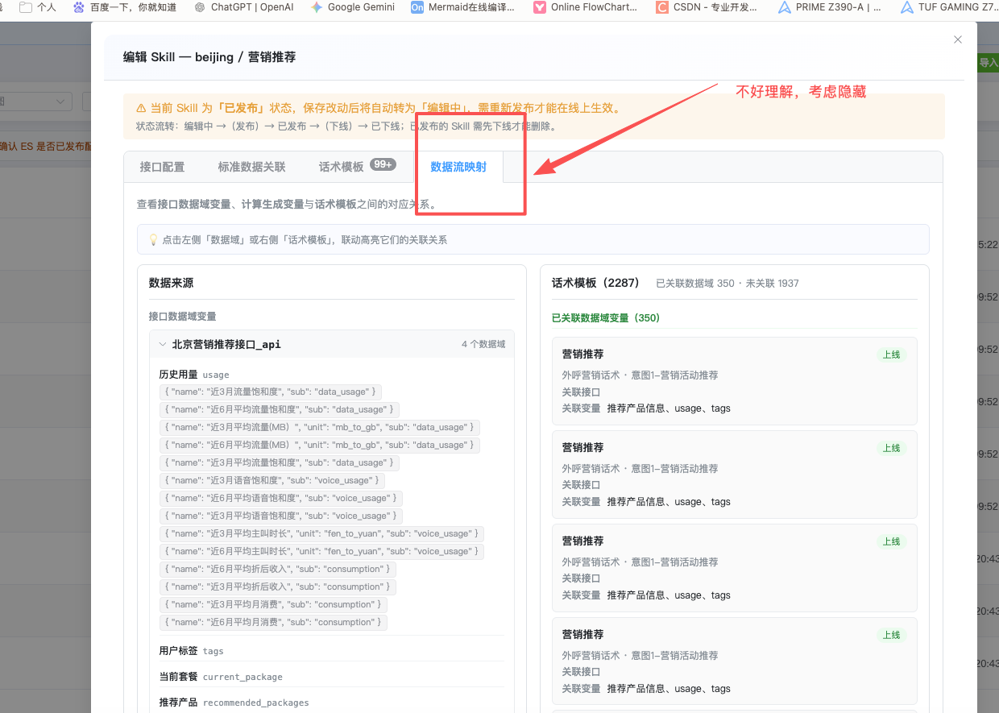 个人
百度一下，你就知道
ChatGPT | OpenAI
Google Gemini
On Mermaid在线编译...
Online FlowChart...
CSDN - 专业开发...
PRIME Z390-A | ...
TUF GAMING Z7...
编辑 Skill — beijing / 营销推荐
导入
不好理解，考虑隐藏
当前 Skill 为「已发布」状态，保存改动后将自动转为「编辑中」，需重新发布才能在线上生效。
状态流转：编辑中 →（发布）→ 已发布 →（下线）→ 已下线；已发布的 Skill 需先下线才能删除。
确认 ES 是否已发布配
接口配置
标准数据关联
话术模板 99+
数据流映射
查看接口数据域变量、计算生成变量与话术模板之间的对应关系。
点击左侧「数据域」或右侧「话术模板」，联动高亮它们的关联关系
数据来源
接口数据域变量
北京营销推荐接口_api
4 个数据域
历史用量 usage
{ "name": "近3月流量饱和度", "sub": "data_usage" }
{ "name": "近6月平均流量饱和度", "sub": "data_usage" }
{ "name": "近3月平均流量(MB）", "unit": "mb_to_gb", "sub": "data_usage" }
{ "name": "近6月平均流量(MB）", "unit": "mb_to_gb", "sub": "data_usage" }
{ "name": "近3月平均流量饱和度", "sub": "data_usage" }
{ "name": "近3月语音饱和度", "sub": "voice_usage" }
{ "name": "近6月平均语音饱和度", "sub": "voice_usage" }
{ "name": "近3月平均语音饱和度", "sub": "voice_usage" }
{ "name": "近3月平均主叫时长", "unit": "fen_to_yuan", "sub": "voice_usage" }
{ "name": "近6月平均主叫时长", "unit": "fen_to_yuan", "sub": "voice_usage" }
{ "name": "近6月平均折后收入", "sub": "consumption" }
{ "name": "近3月平均折后收入", "sub": "consumption" }
{ "name": "近3月平均月消费", "sub": "consumption" }
{ "name": "近6月平均月消费", "sub": "consumption" }
用户标签 tags
当前套餐 current_package
推荐产品 recommended_packages
话术模板（2287）
已关联数据域 350 · 未关联 1937
已关联数据域变量（350）
营销推荐
上线
外呼营销话术 · 意图1-营销活动推荐
关联接口
关联变量 推荐产品信息、usage、tags
营销推荐
上线
外呼营销话术 · 意图1-营销活动推荐
关联接口
关联变量 推荐产品信息、usage、tags
营销推荐
上线
外呼营销话术 · 意图1-营销活动推荐
关联接口
关联变量 推荐产品信息、usage、tags
营销推荐
上线
外呼营销话术 · 意图1-营销活动推荐
关联接口
关联变量 推荐产品信息、usage、tags
5:22
9:52
9:52
9:52
9:52
9:52
20:43
20:43
20:43